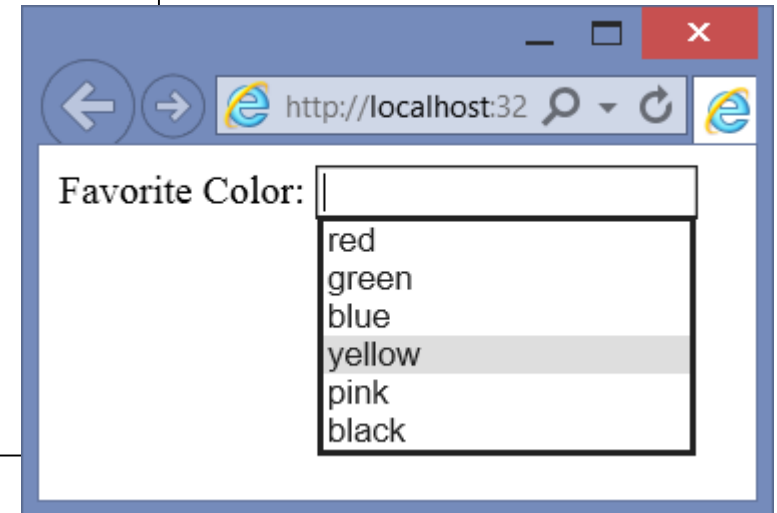 http://localhost:32
Favorite Color:
red
green
blue
yellow
pink
black